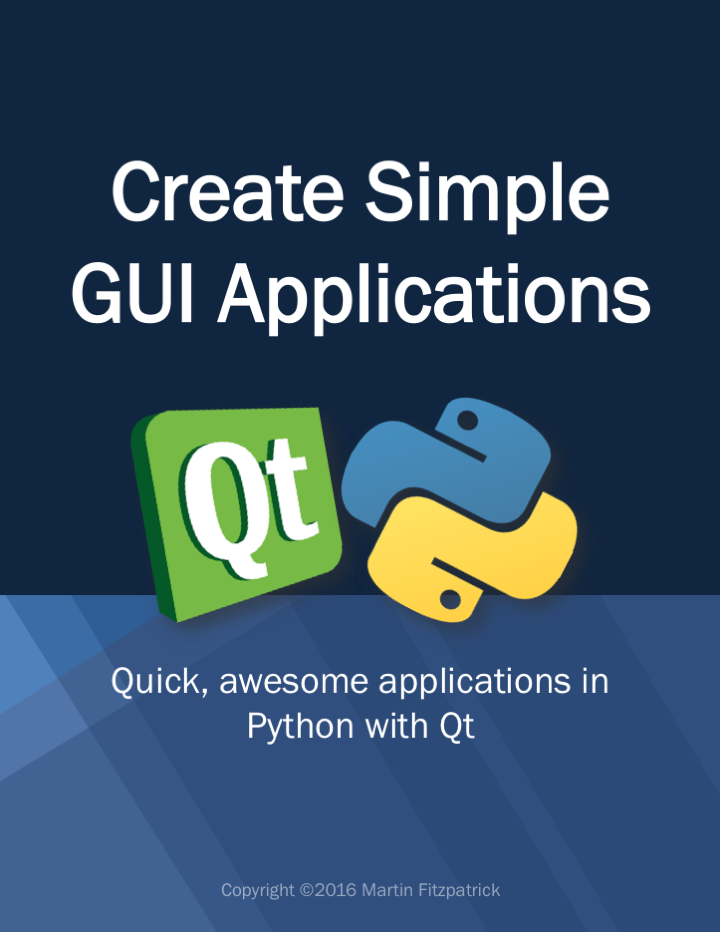 Create Simple
GUI Applications
Qt
Quick, awesome applications in
Python with Qt
Copyright ©2016 Martin Fitzpatrick